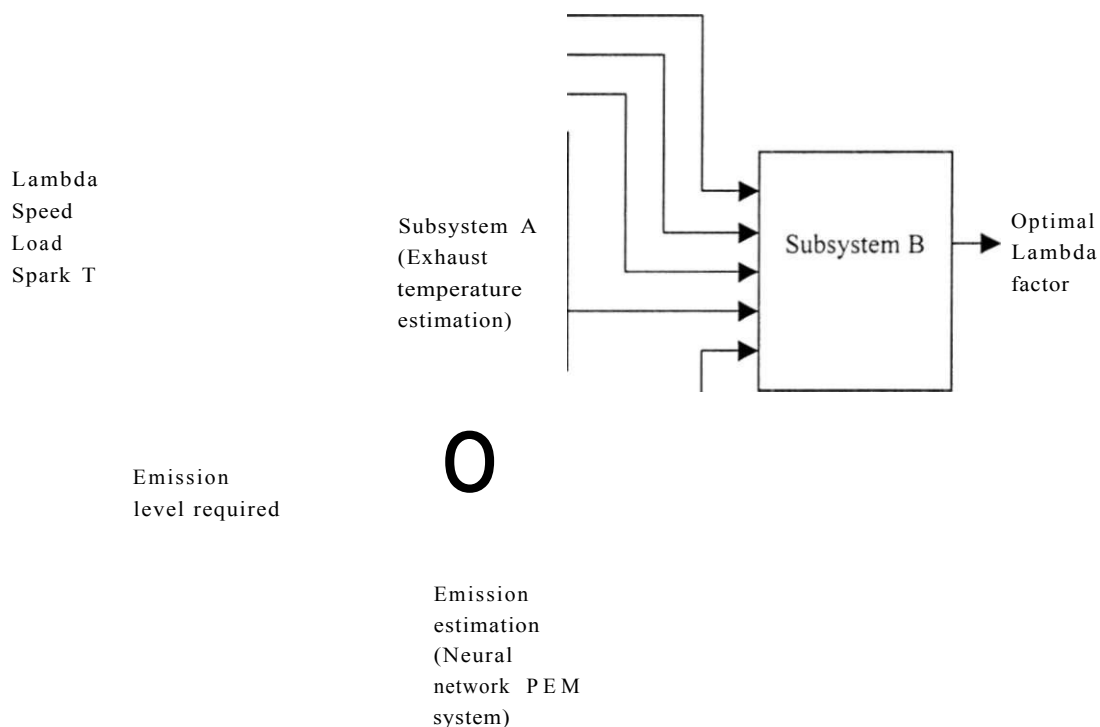 Lambda
Speed
Load
Spark T
Subsystem A
(Exhaust
temperature
estimation)
Subsystem B
Optimal
Lambda
factor
O
Emission
level required
Emission
estimation
(Neural
network PEM
system)